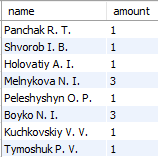 name amount
Panchak R. T. 1
Shvorob I. B. 1
Holovatiy A. I. 1
Melnykova N. I. 3
Peleshyshyn O. P. 1
Boyko N. I. 3
Kuchkovskiy V. V. 1
Tymoshuk P. V. 1